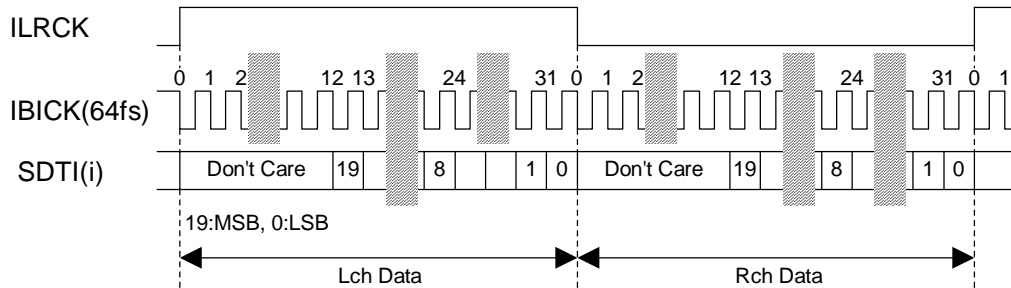 ILRCK
0 1 2 12 13 24 31 0 1 2 12 13 24 31 0 1
IBICK(64fs)
SDTI(i) Don't Care 19 8 1 0 Don't Care 19 8 1 0
19:MSB, 0:LSB
Lch Data Rch Data